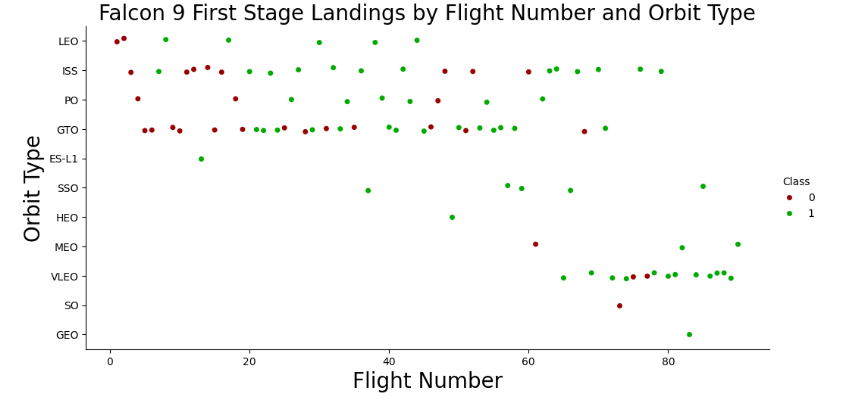 Falcon 9 First Stage Landings by Flight Number and Orbit Type
Orbit Type
LEO
ISS
PO
GTO
ES-L1
SSO
HEO
MEO
VLEO
SO
GEO
0 20 40 60 80
Flight Number
Class
0
1